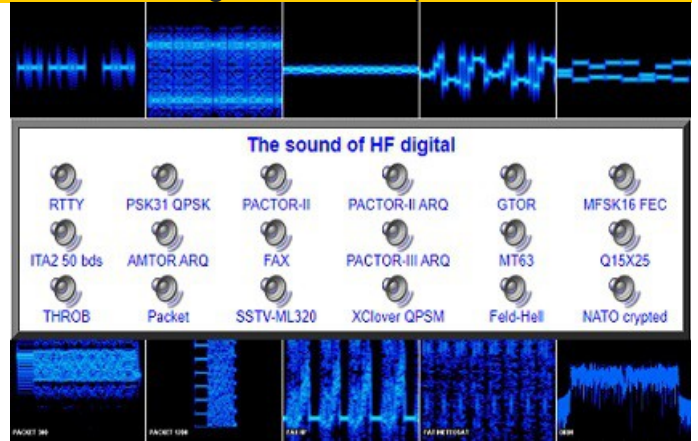 The sound of HF digital
RTTY PSK31 QPSK PACTOR-II PACTOR-II ARQ GTOR MFSK16 FEC
ITA2 50 bds AMTOR ARQ FAX PACTOR-III ARQ MT63 Q15X25
THROB Packet SSTV-ML320 XClover QPSM Feld-Hell NATO crypted
PACKET 300 PACKET 1200 FAX HF